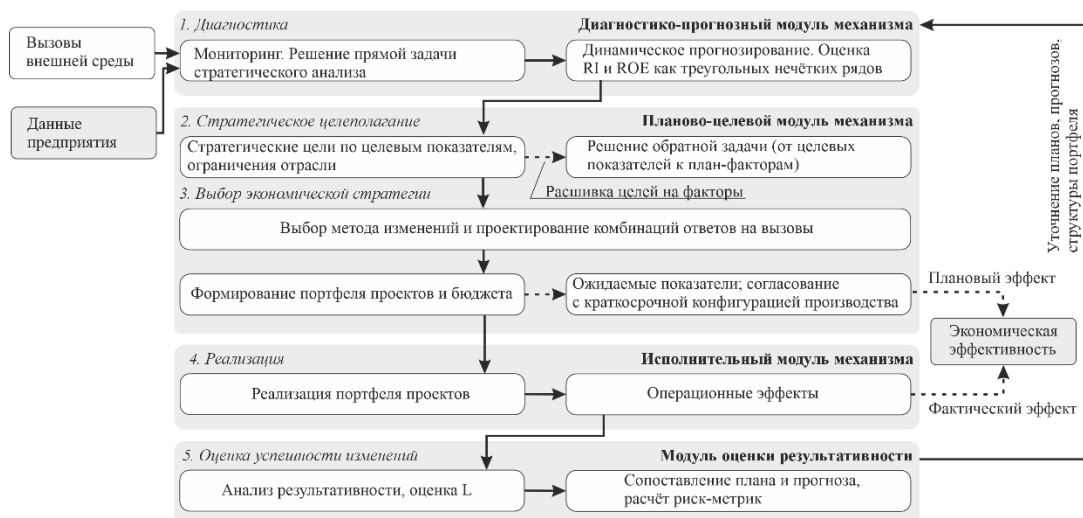 1. Диагностика
Диагностико-прогнозный модуль механизма
Вызовы
внешней среды
Данные
предприятия
Мониторинг. Решение прямой задачи
стратегического анализа
Динамическое прогнозирование. Оценка
RI и ROE как треугольных нечётких рядов
2. Стратегическое целеполагание
Планово-целевой модуль механизма
Стратегические цели по целевым показателям,
ограничения отрасли
Решение обратной задачи (от целевых
показателей к план-факторам)
Расшивка целей на факторы
3. Выбор экономической стратегии
Выбор метода изменений и проектирование комбинаций ответов на вызовы
Формирование портфеля проектов и бюджета
Ожидаемые показатели; согласование
с краткосрочной конфигурацией производства
Плановый эффект
Экономическая
эффективность
Фактический эффект
4. Реализация
Исполнительный модуль механизма
Реализация портфеля проектов
Операционные эффекты
5. Оценка успешности изменений
Модуль оценки результативности
Анализ результативности, оценка L
Сопоставление плана и прогноза,
расчёт риск-метрик
Уточнение планов, прогнозов,
структуры портфеля